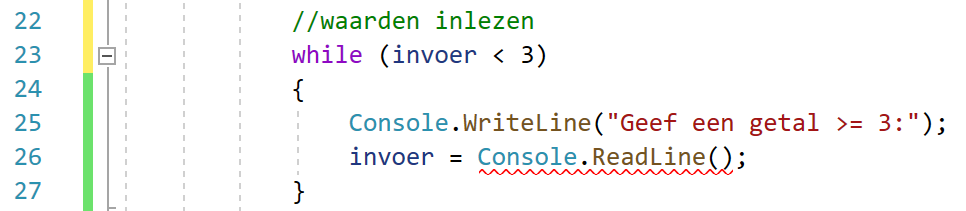 22 //waarden inlezen
23 while (invoer < 3)
24 {
25 Console.WriteLine("Geef een getal >= 3:");
26 invoer = Console.ReadLine();
27 }